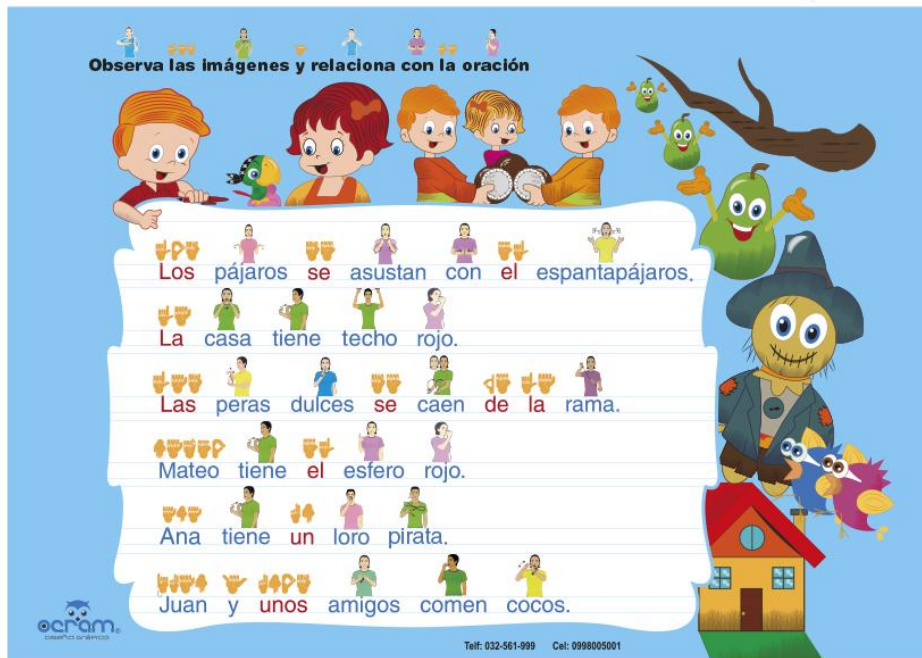 Observa las imágenes y relaciona con la oración
Los pájaros se asustan con el espantapájaros.
La casa tiene techo rojo.
Las peras dulces se caen de la rama.
Mateo tiene el esfero rojo.
Ana tiene un loro pirata.
Juan y unos amigos comen cocos.
ocram
DISEÑO GRÁFICO
Telf: 032-561-999 Cel: 0998005001